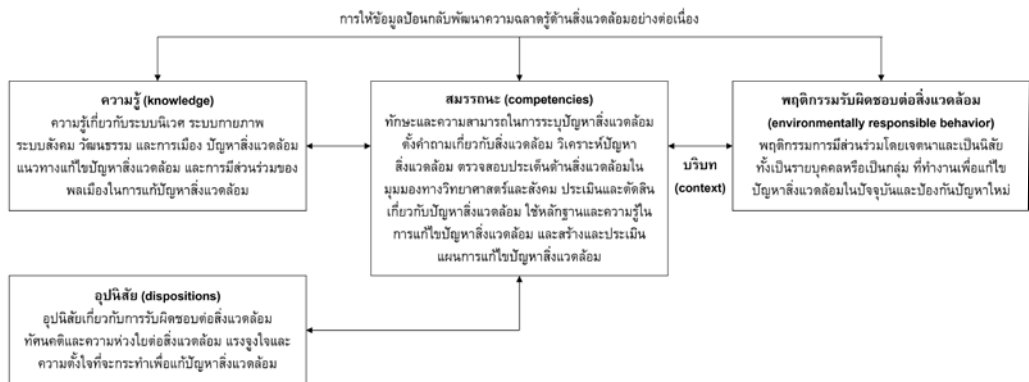 การให้ข้อมูลป้อนกลับพัฒนาความฉลาดรู้ด้านสิ่งแวดล้อมอย่างต่อเนื่อง
ความรู้ (knowledge)
ความรู้เกี่ยวกับระบบนิเวศ ระบบกายภาพ
ระบบสังคม วัฒนธรรม และการเมือง ปัญหาสิ่งแวดล้อม
แนวทางแก้ไขปัญหาสิ่งแวดล้อม และการมีส่วนร่วมของ
พลเมืองในการแก้ปัญหาสิ่งแวดล้อม
สมรรถนะ (competencies)
ทักษะและความสามารถในการระบุปัญหาสิ่งแวดล้อม
ตั้งคำถามเกี่ยวกับสิ่งแวดล้อม วิเคราะห์ปัญหา
สิ่งแวดล้อม ตรวจสอบประเด็นด้านสิ่งแวดล้อมใน
มุมมองทางวิทยาศาสตร์และสังคม ประเมินและตัดสิน
เกี่ยวกับปัญหาสิ่งแวดล้อม ใช้หลักฐานและความรู้ใน
การแก้ไขปัญหาสิ่งแวดล้อม และสร้างและประเมิน
แผนการแก้ไขปัญหาสิ่งแวดล้อม
บริบท
(context)
พฤติกรรมรับผิดชอบต่อสิ่งแวดล้อม
(environmentally responsible behavior)
พฤติกรรมการมีส่วนร่วมโดยเจตนาและเป็นนิสัย
ทั้งเป็นรายบุคคลหรือเป็นกลุ่ม ที่ทำงานเพื่อแก้ไข
ปัญหาสิ่งแวดล้อมในปัจจุบันและป้องกันปัญหาใหม่
อุปนิสัย (dispositions)
อุปนิสัยเกี่ยวกับการรับผิดชอบต่อสิ่งแวดล้อม
ทัศนคติและความห่วงใยต่อสิ่งแวดล้อม แรงจูงใจและ
ความตั้งใจที่จะกระทำเพื่อแก้ปัญหาสิ่งแวดล้อม